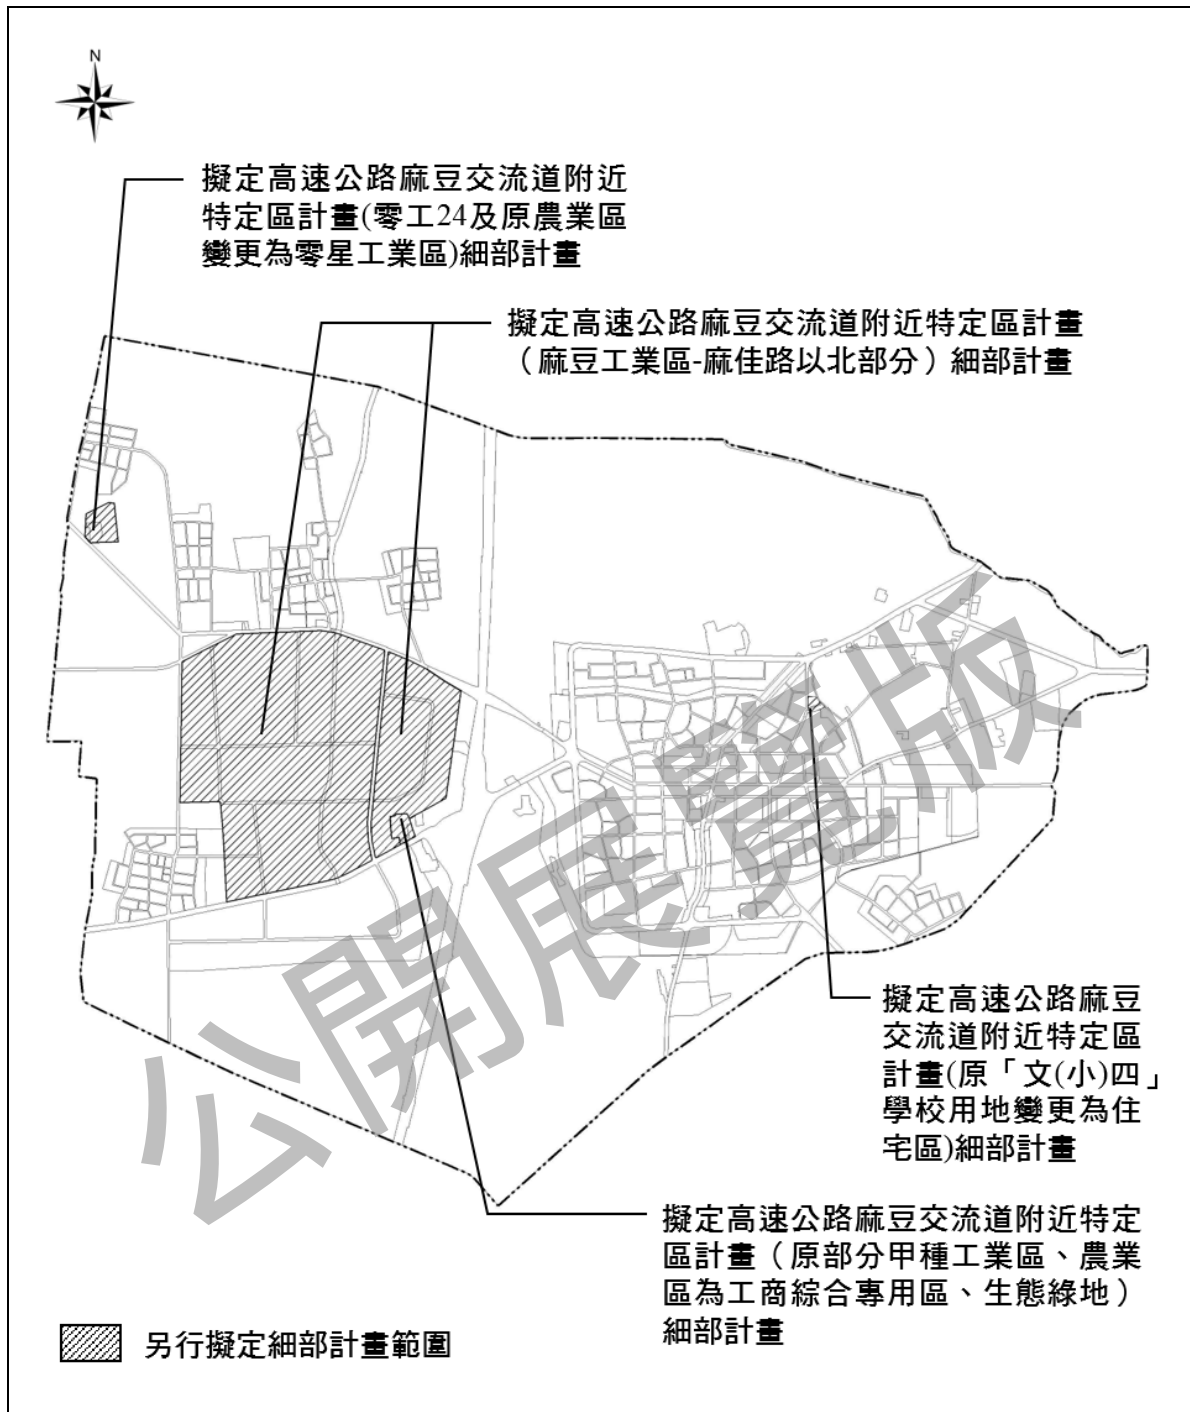 N
擬定高速公路麻豆交流道附近
特定區計畫(零工24及原農業區
變更為零星工業區)細部計畫
擬定高速公路麻豆交流道附近特定區計畫
（麻豆工業區-麻佳路以北部分）細部計畫
擬定高速公路麻豆
交流道附近特定區
計畫(原「文(小)四」
學校用地變更為住
宅區)細部計畫
擬定高速公路麻豆交流道附近特定
區計畫（原部分甲種工業區、農業
區為工商綜合專用區、生態綠地）
細部計畫
另行擬定細部計畫範圍
公開展覽版